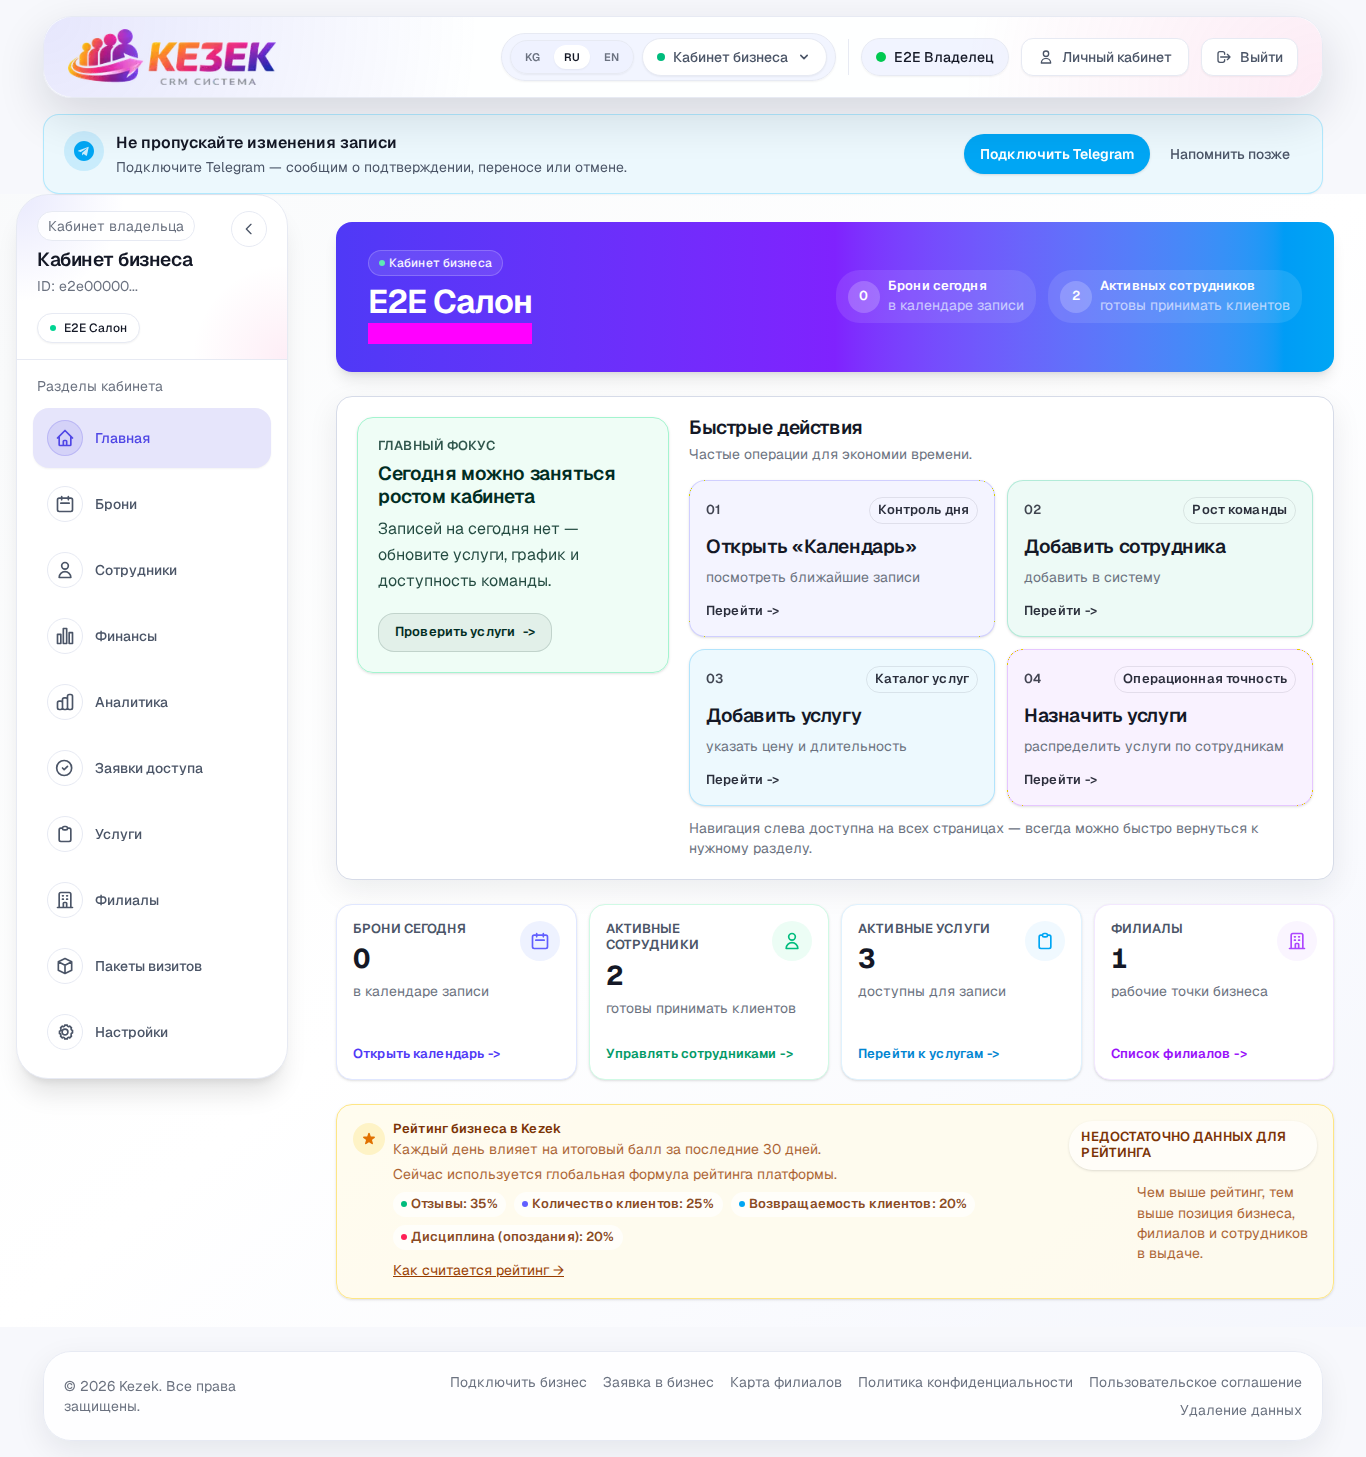 КЕЗЕК
CRM СИСТЕМА
KG RU EN
Кабинет бизнеса
E2E Владелец
Личный кабинет
Выйти
Не пропускайте изменения записи
Подключите Telegram — сообщим о подтверждении, переносе или отмене.
Подключить Telegram
Напомнить позже
Кабинет владельца
Кабинет бизнеса
ID: e2e00000...
E2E Салон
Разделы кабинета
Главная
Брони
Сотрудники
Финансы
Аналитика
Заявки доступа
Услуги
Филиалы
Пакеты визитов
Настройки
Кабинет бизнеса
E2E Салон
0
Брони сегодня
в календаре записи
2
Активных сотрудников
готовы принимать клиентов
ГЛАВНЫЙ ФОКУС
Сегодня можно заняться
ростом кабинета
Записей на сегодня нет —
обновите услуги, график и
доступность команды.
Проверить услуги ->
Быстрые действия
Частые операции для экономии времени.
01 Контроль дня
Открыть «Календарь»
посмотреть ближайшие записи
Перейти ->
02 Рост команды
Добавить сотрудника
добавить в систему
Перейти ->
03 Каталог услуг
Добавить услугу
указать цену и длительность
Перейти ->
04 Операционная точность
Назначить услуги
распределить услуги по сотрудникам
Перейти ->
Навигация слева доступна на всех страницах — всегда можно быстро вернуться к
нужному разделу.
БРОНИ СЕГОДНЯ
0
в календаре записи
Открыть календарь ->
АКТИВНЫЕ
СОТРУДНИКИ
2
готовы принимать клиентов
Управлять сотрудниками ->
АКТИВНЫЕ УСЛУГИ
3
доступны для записи
Перейти к услугам ->
ФИЛИАЛЫ
1
рабочие точки бизнеса
Список филиалов ->
Рейтинг бизнеса в Kezek
Каждый день влияет на итоговый балл за последние 30 дней.
Сейчас используется глобальная формула рейтинга платформы.
Отзывы: 35% Количество клиентов: 25% Возвращаемость клиентов: 20%
Дисциплина (опоздания): 20%
Как считается рейтинг →
НЕДОСТАТОЧНО ДАННЫХ ДЛЯ
РЕЙТИНГА
Чем выше рейтинг, тем
выше позиция бизнеса,
филиалов и сотрудников
в выдаче.
© 2026 Kezek. Все права
защищены.
Подключить бизнес Заявка в бизнес Карта филиалов Политика конфиденциальности Пользовательское соглашение
Удаление данных